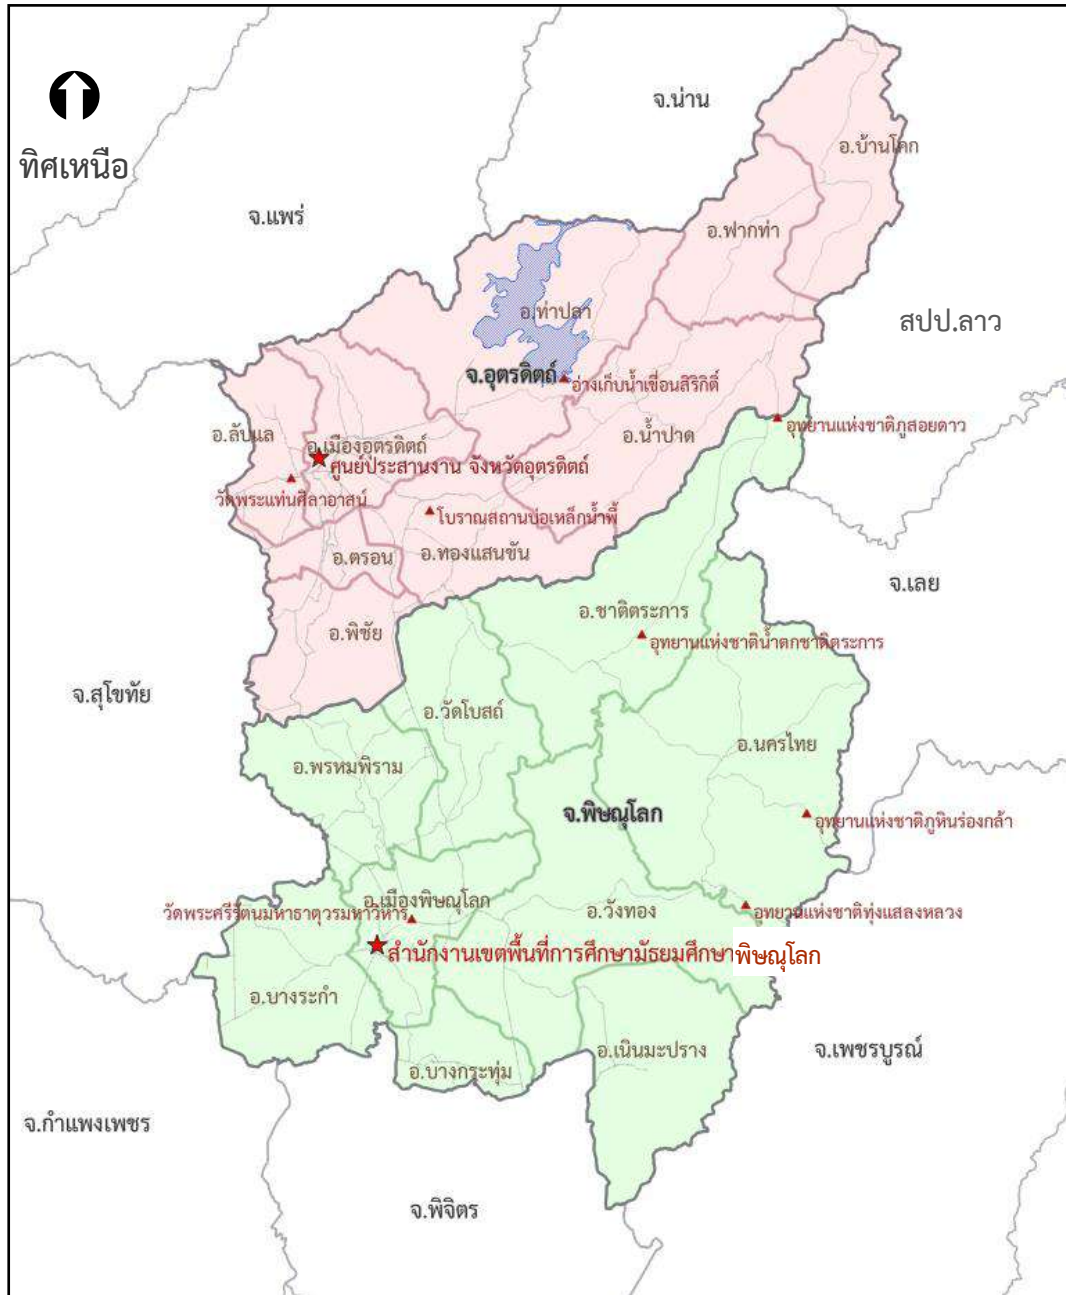 จ.น่าน
อ.บ้านโคก
ทิศเหนือ
จ.แพร่
อ.ฟากท่า
อ.ท่าปลา
สปป.ลาว
จ.อุตรดิตถ์
อ่างเก็บน้ำเขื่อนสิริกิติ์
อุทยานแห่งชาติภูสอยดาว
อ.ลับแล
อ.เมืองอุตรดิตถ์
อ.น้ำปาด
ศูนย์ประสานงาน จังหวัดอุตรดิตถ์
วัดพระแท่นศิลาอาสน์
โบราณสถานบ่อเหล็กน้ำพี้
อ.ตรอน
อ.ทองแสนขัน
จ.เลย
อ.ชาติตระการ
อ.พิชัย
อุทยานแห่งชาติน้ำตกชาติตระการ
จ.สุโขทัย
อ.วัดโบสถ์
อ.นครไทย
อ.พรหมพิราม
จ.พิษณุโลก
อุทยานแห่งชาติภูหินร่องกล้า
อ.เมืองพิษณุโลก
วัดพระศรีรัตนมหาธาตุวรมหาวิหาร
อ.วังทอง
อุทยานแห่งชาติทุ่งแสลงหลวง
สำนักงานเขตพื้นที่การศึกษามัธยมศึกษาพิษณุโลก
อ.บางระกำ
อ.เนินมะปราง
จ.เพชรบูรณ์
อ.บางกระทุ่ม
จ.กำแพงเพชร
จ.พิจิตร